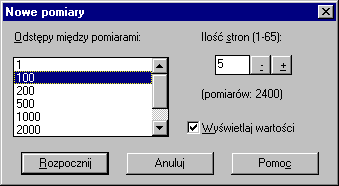 Nowe pomiary
Odstępy między pomiarami:
1
100
200
500
1000
2000
Ilość stron (1-65):
5
-
+
(pomiarów: 2400)
Wyświetlaj wartości
Rozpocznij
Anuluj
Pomoc